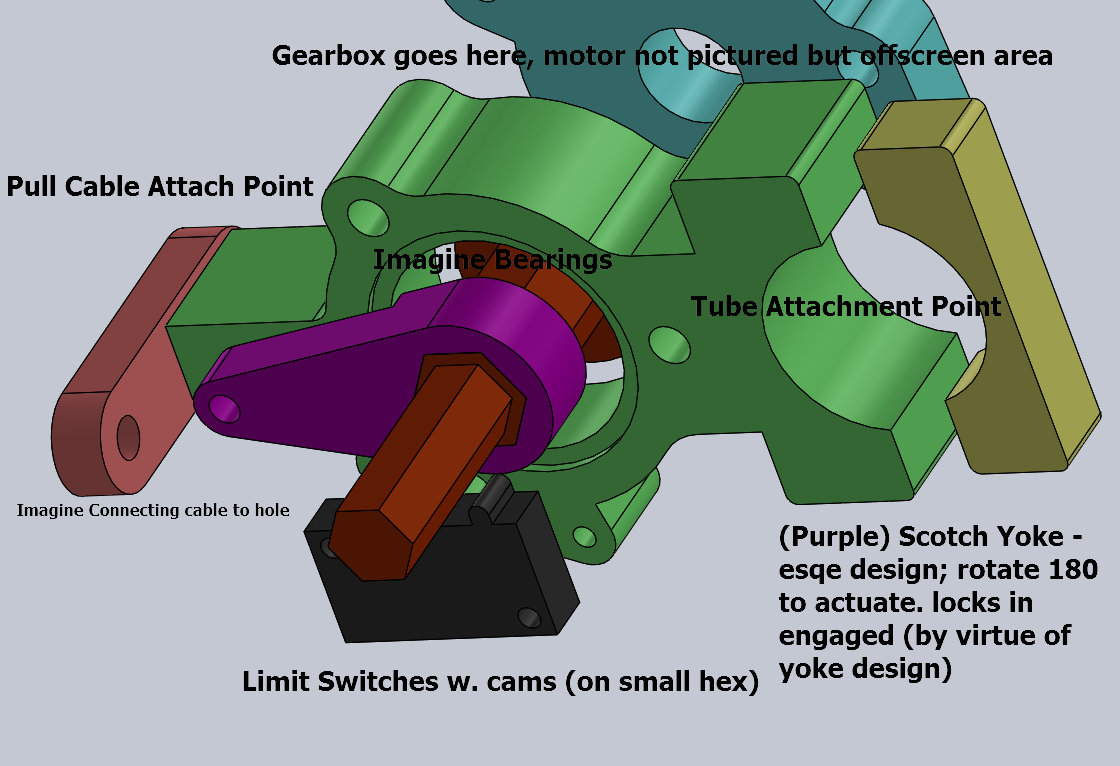 Gearbox goes here, motor not pictured but offscreen area
Pull Cable Attach Point
Imagine Bearings
Tube Attachment Point
Imagine Connecting cable to hole
(Purple) Scotch Yoke -
esqe design; rotate 180
to actuate. locks in
engaged (by virtue of
yoke design)
Limit Switches w. cams (on small hex)